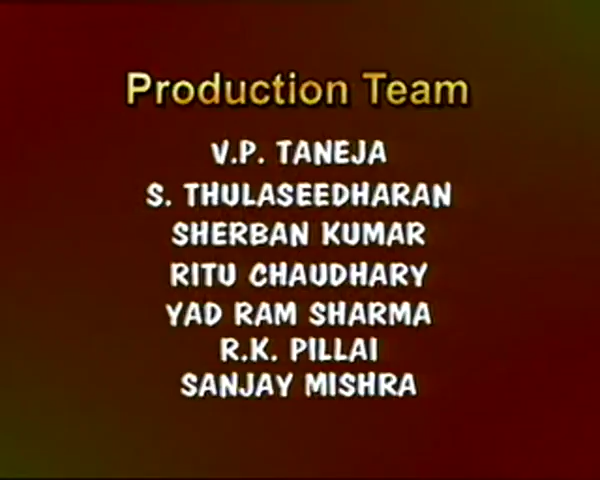 Production Team
V.P. TANEJA
S. THULASEEDHARAN
SHERBAN KUMAR
RITU CHAUDHARY
YAD RAM SHARMA
R.K. PILLAI
SANJAY MISHRA